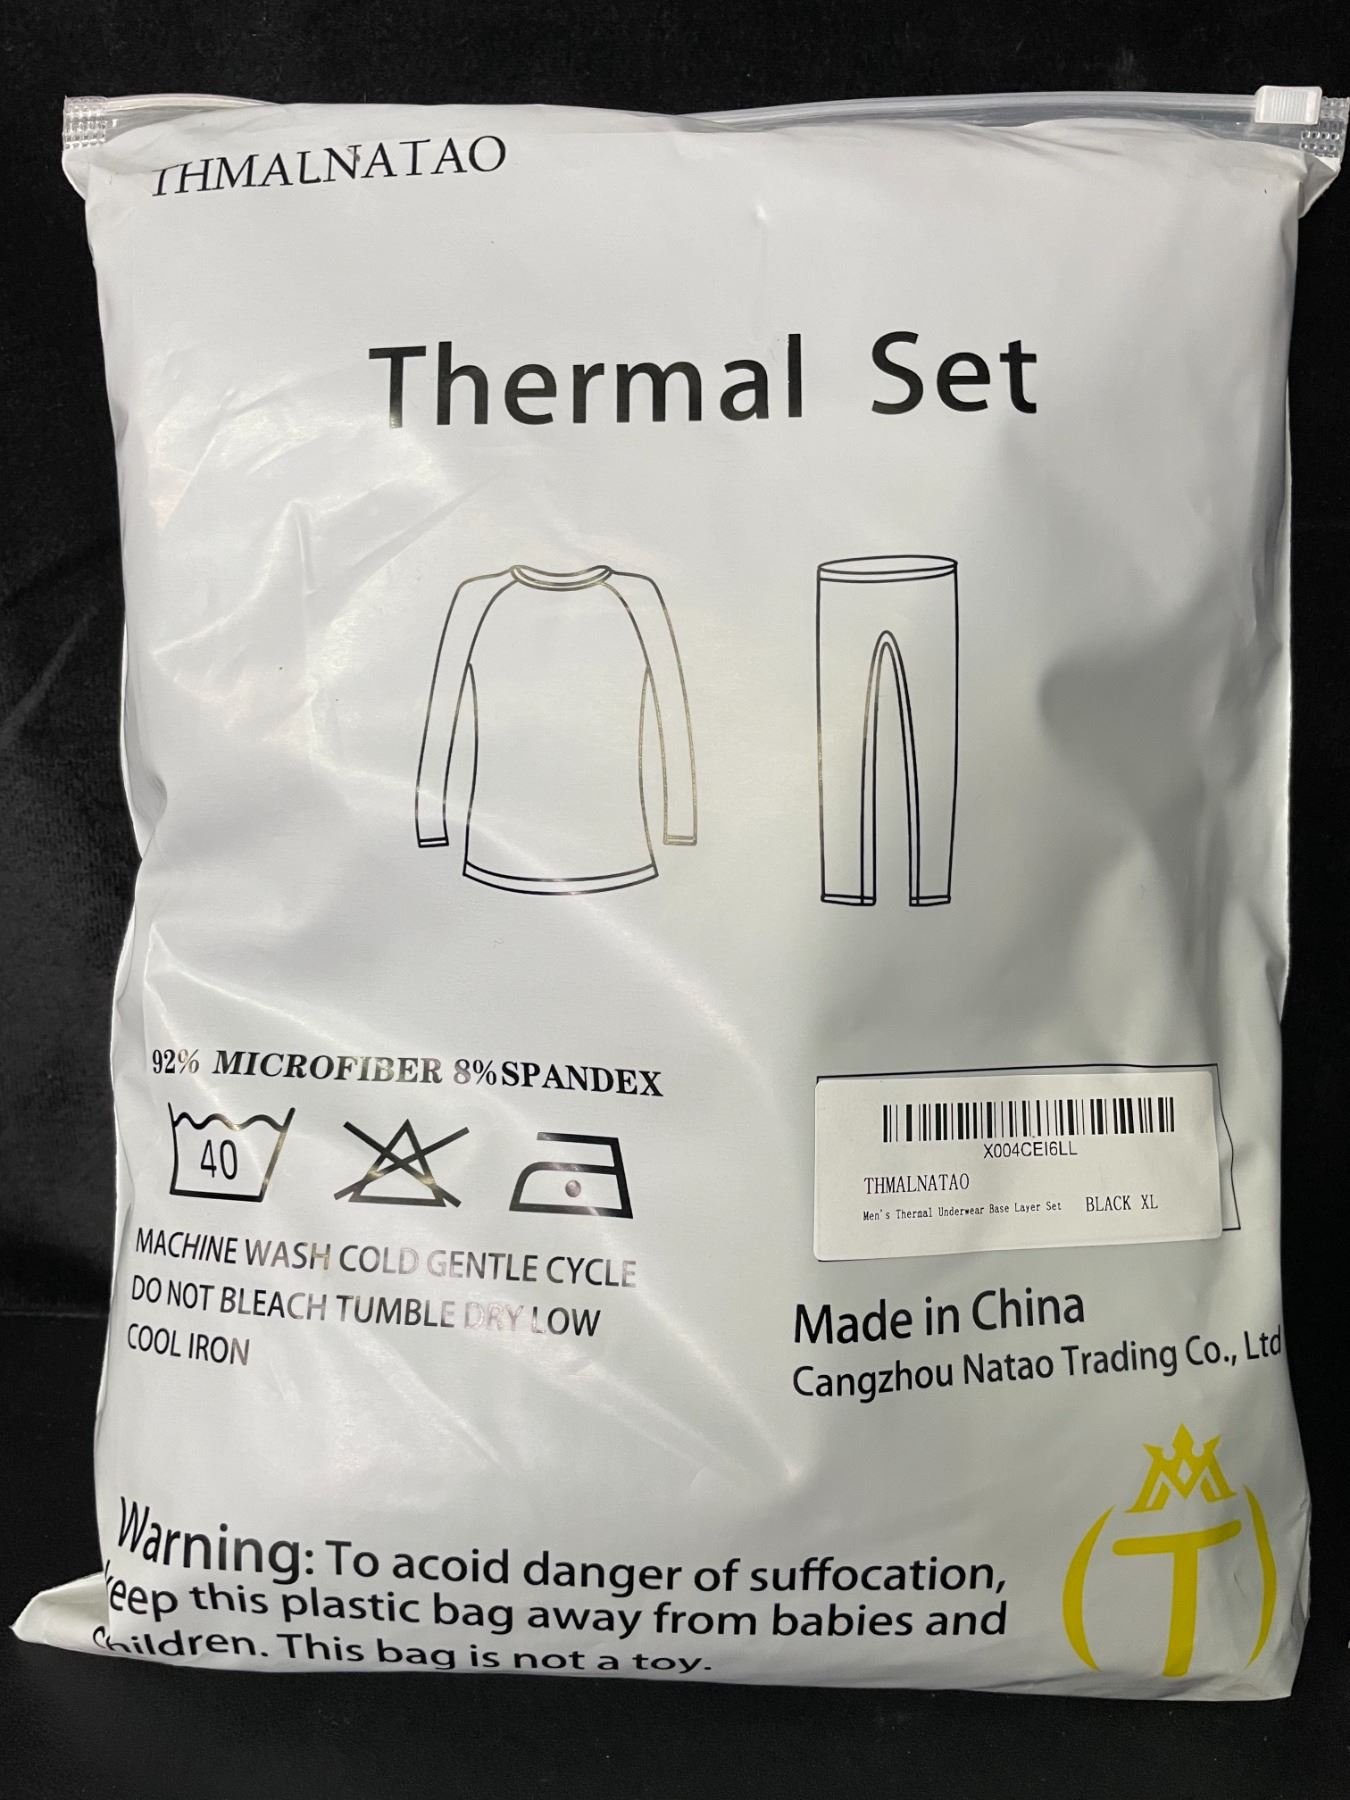 THMALNATAO
Thermal Set
92% MICROFIBER 8%SPANDEX
40
MACHINE WASH COLD GENTLE CYCLE
DO NOT BLEACH TUMBLE DRY LOW
COOL IRON
X004CEI6LL
THMALNATAO
Men's Thermal Underwear Base Layer Set BLACK XL
Made in China
Cangzhou Natao Trading Co., Ltd
Warning: To acoid danger of suffocation,
keep this plastic bag away from babies and
Children. This bag is not a toy.
T